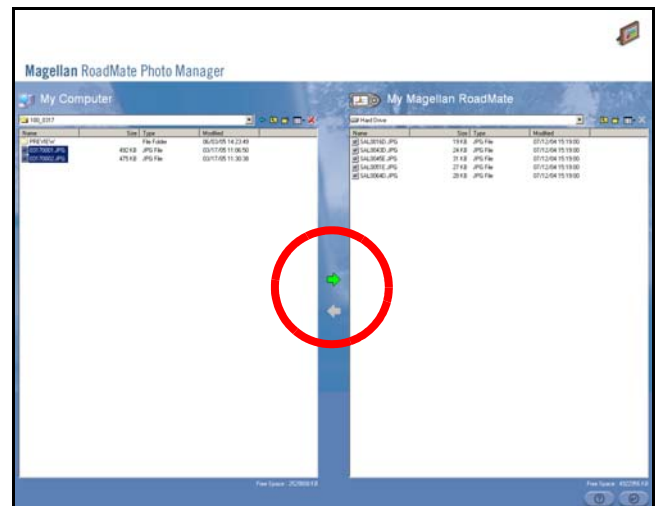 Magellan RoadMate Photo Manager
My Computer
100_0317
Name Size Type Modified
PREVIEW File Folder 06/03/05 14:23:49
03170001.JPG 492 KB JPG File 03/17/05 11:06:50
03170002.JPG 475 KB JPG File 03/17/05 11:30:38
Free Space :
My Magellan RoadMate
Hard Drive
Name Size Type Modified
SAL0016D.JPG 19 KB JPG File 07/12/04 15:19:00
SAL0043D.JPG 24 KB JPG File 07/12/04 15:19:00
SAL0045E.JPG 31 KB JPG File 07/12/04 15:19:00
SAL0051E.JPG 27 KB JPG File 07/12/04 15:19:00
SAL0064D.JPG 28 KB JPG File 07/12/04 15:19:00
Free Space :